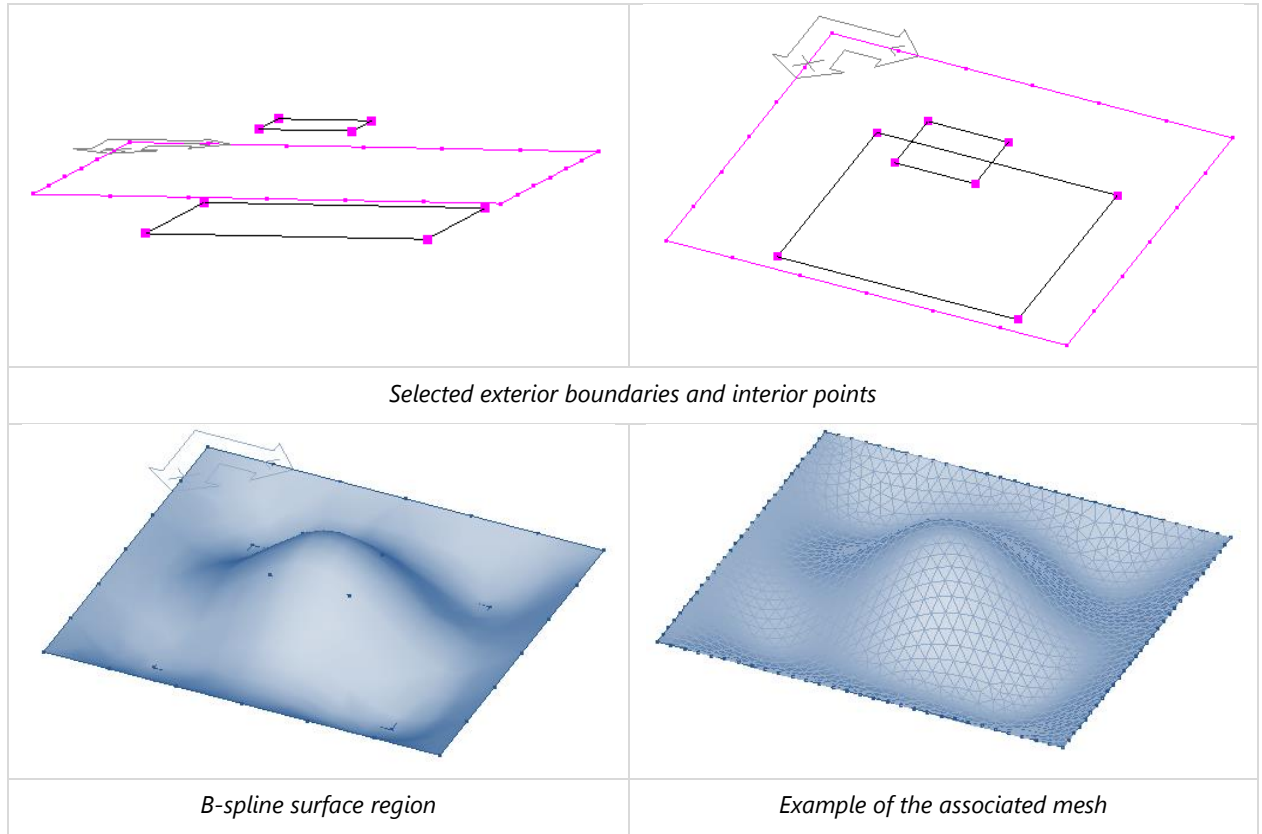 Selected exterior boundaries and interior points
B-spline surface region
Example of the associated mesh